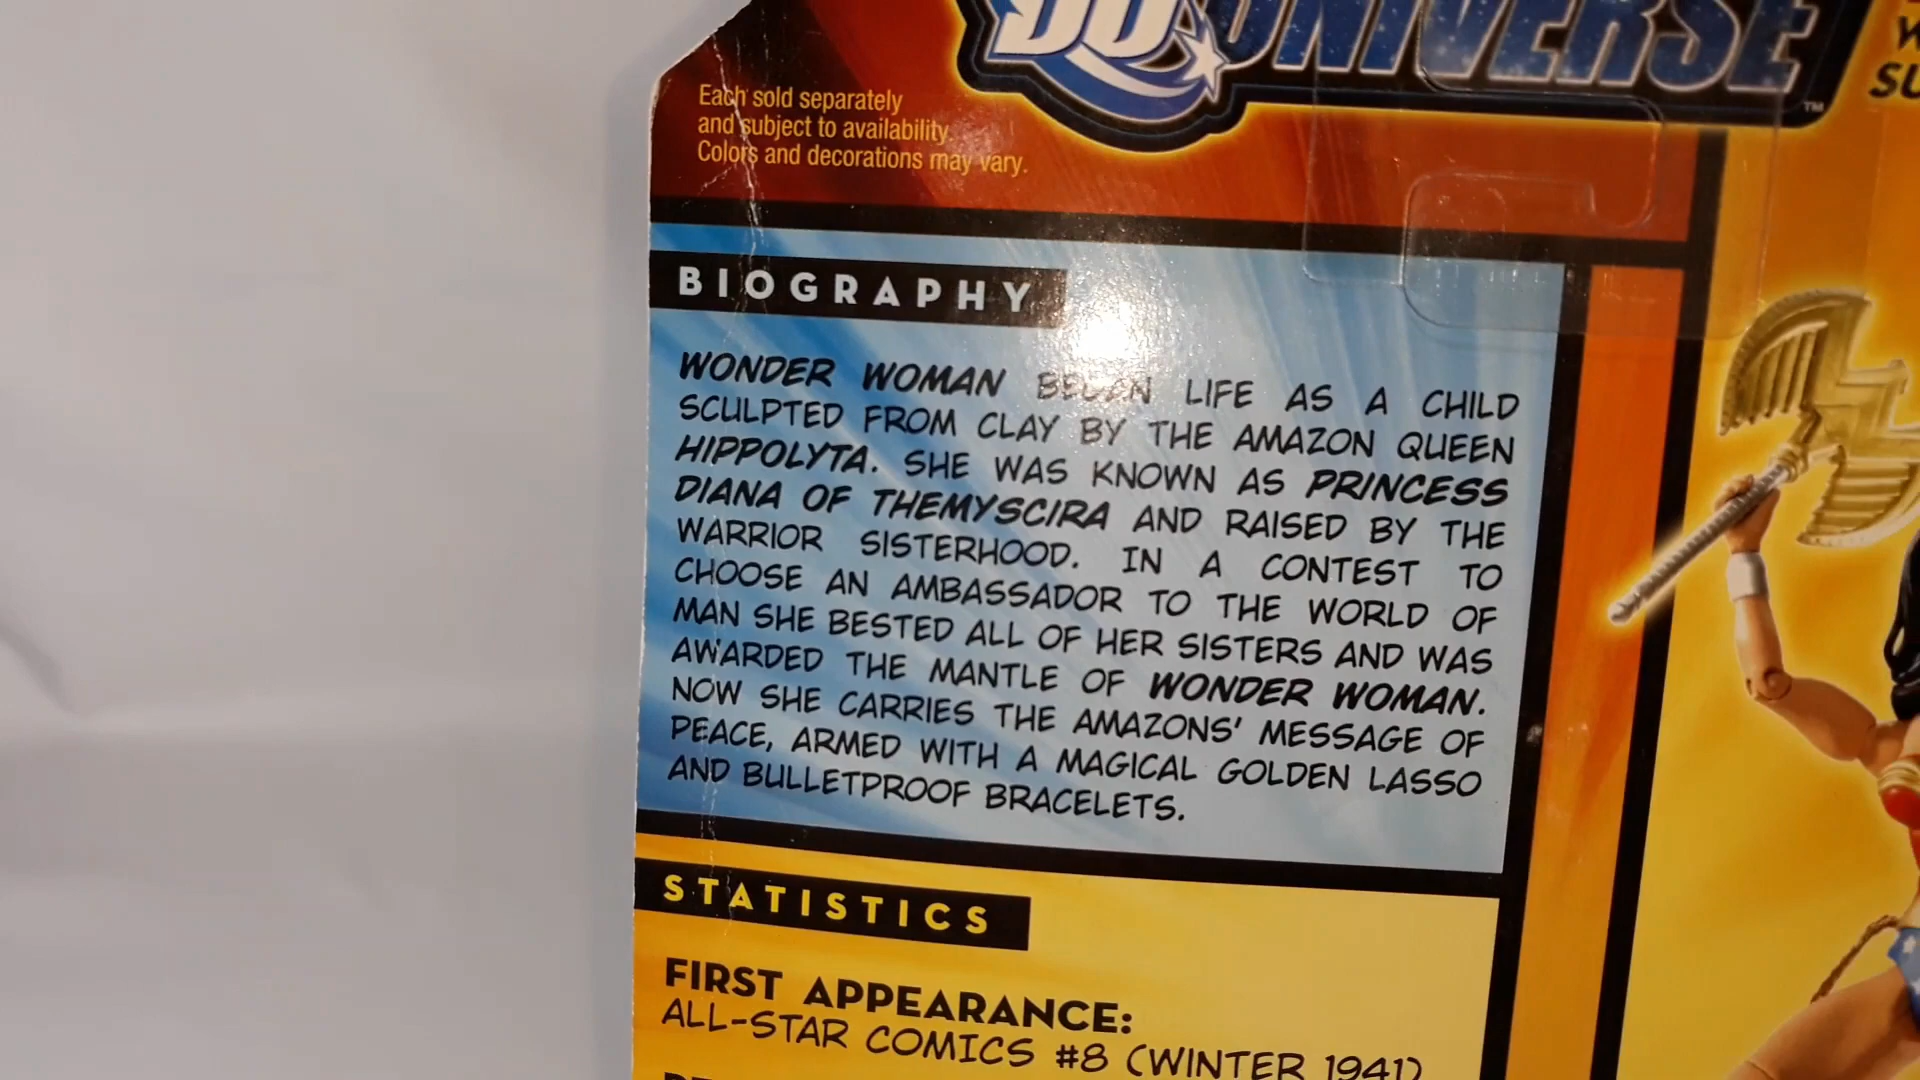 DC UNIVERSE™
W
SU
Each sold separately
and subject to availability.
Colors and decorations may vary.
BIOGRAPHY
WONDER WOMAN BEGAN LIFE AS A CHILD
SCULPTED FROM CLAY BY THE AMAZON QUEEN
HIPPOLYTA. SHE WAS KNOWN AS PRINCESS
DIANA OF THEMYSCIRA AND RAISED BY THE
WARRIOR SISTERHOOD. IN A CONTEST TO
CHOOSE AN AMBASSADOR TO THE WORLD OF
MAN SHE BESTED ALL OF HER SISTERS AND WAS
AWARDED THE MANTLE OF WONDER WOMAN.
NOW SHE CARRIES THE AMAZONS' MESSAGE OF
PEACE, ARMED WITH A MAGICAL GOLDEN LASSO
AND BULLETPROOF BRACELETS.
STATISTICS
FIRST APPEARANCE:
ALL-STAR COMICS #8 (WINTER 1941)